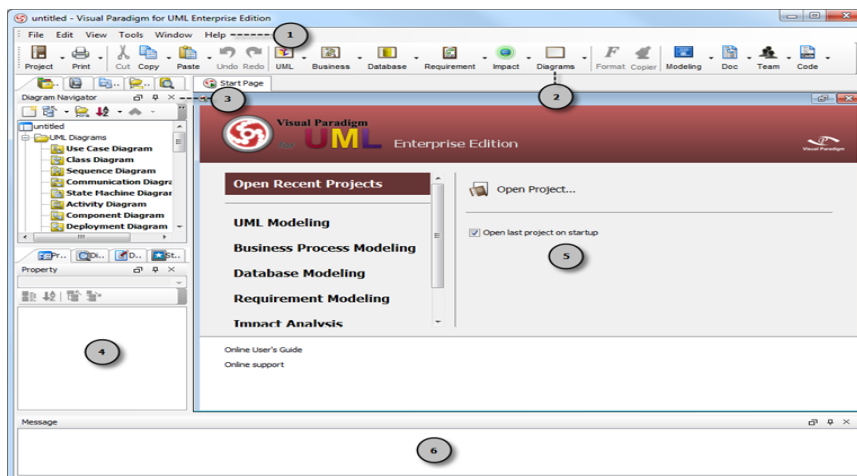 untitled - Visual Paradigm for UML Enterprise Edition
File Edit View Tools Window Help 1
Project Print Cut Copy Paste Undo Redo UML Business Database Requirement Impact Diagrams Format Copier Modeling Doc Team Code
Start Page
Diagram Navigator
3
2
untitled
UML Diagrams
Use Case Diagram
Class Diagram
Sequence Diagram
Communication Diagra
State Machine Diagrar
Activity Diagram
Component Diagram
Deployment Diagram
Visual Paradigm
for UML Enterprise Edition
Visual Paradigm
Open Recent Projects
UML Modeling
Business Process Modeling
Database Modeling
Requirement Modeling
Impact Analysis
Open Project...
Open last project on startup
5
Pr.. Di.. D.. St..
Property
4
Online User's Guide
Online support
Message
6